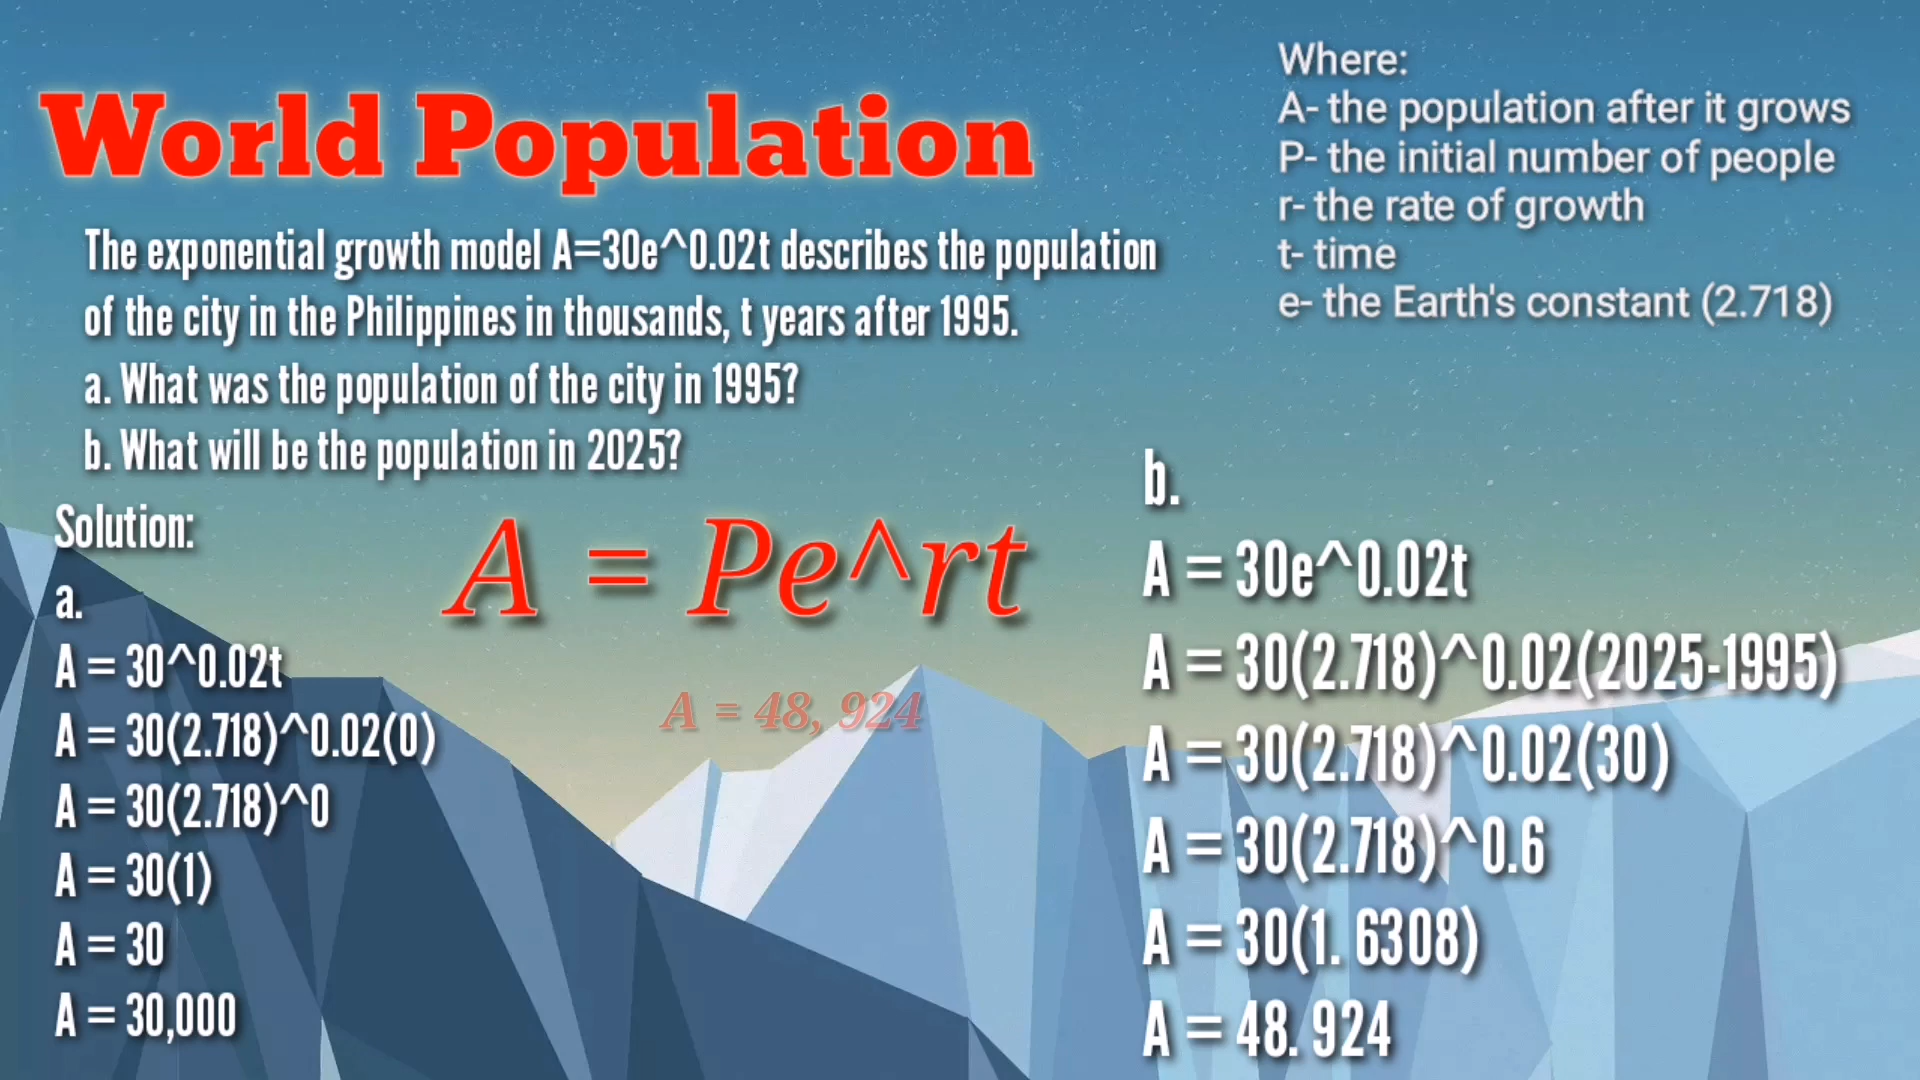 World Population
The exponential growth model A=30e^0.02t describes the population
of the city in the Philippines in thousands, t years after 1995.
a. What was the population of the city in 1995?
b. What will be the population in 2025?
Where:
A- the population after it grows
P- the initial number of people
r- the rate of growth
t- time
e- the Earth's constant (2.718)
Solution:
a.
A = 30^0.02t
A = 30(2.718)^0.02(0)
A = 30(2.718)^0
A = 30(1)
A = 30
A = 30,000
A = Pe^rt
A = 48, 924
b.
A = 30e^0.02t
A = 30(2.718)^0.02(2025-1995)
A = 30(2.718)^0.02(30)
A = 30(2.718)^0.6
A = 30(1. 6308)
A = 48. 924